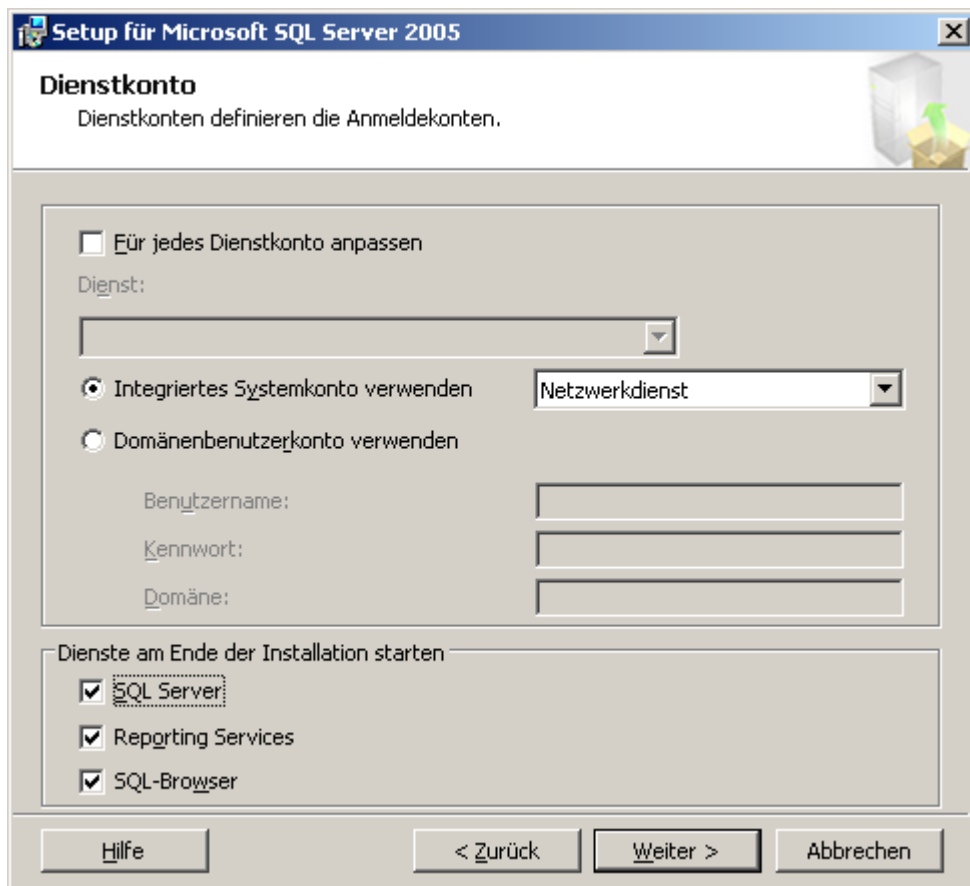 Setup für Microsoft SQL Server 2005
Dienstkonto
Dienstkonten definieren die Anmeldekonten.
Für jedes Dienstkonto anpassen
Dienst:
Integriertes Systemkonto verwenden
Netzwerkdienst
Domänenbenutzerkonto verwenden
Benutzername:
Kennwort:
Domäne:
Dienste am Ende der Installation starten
SQL Server
Reporting Services
SQL-Browser
Hilfe
< Zurück
Weiter >
Abbrechen